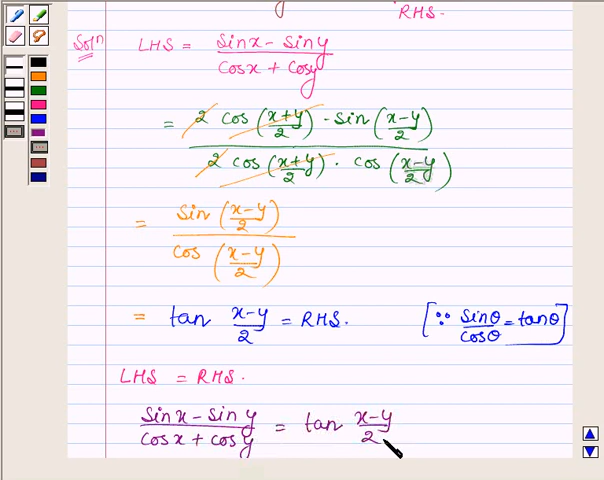 RHS.
Soln LHS = (sinx - siny)/(cosx + cosy)
= (2 cos((x+y)/2) · sin((x-y)/2))/(2 cos((x+y)/2) · cos((x-y)/2))
= (sin((x-y)/2))/(cos((x-y)/2))
= tan (x-y)/2 = RHS. [∵ sinθ/cosθ = tanθ]
LHS = RHS.
(sinx - siny)/(cosx + cosy) = tan (x-y)/2